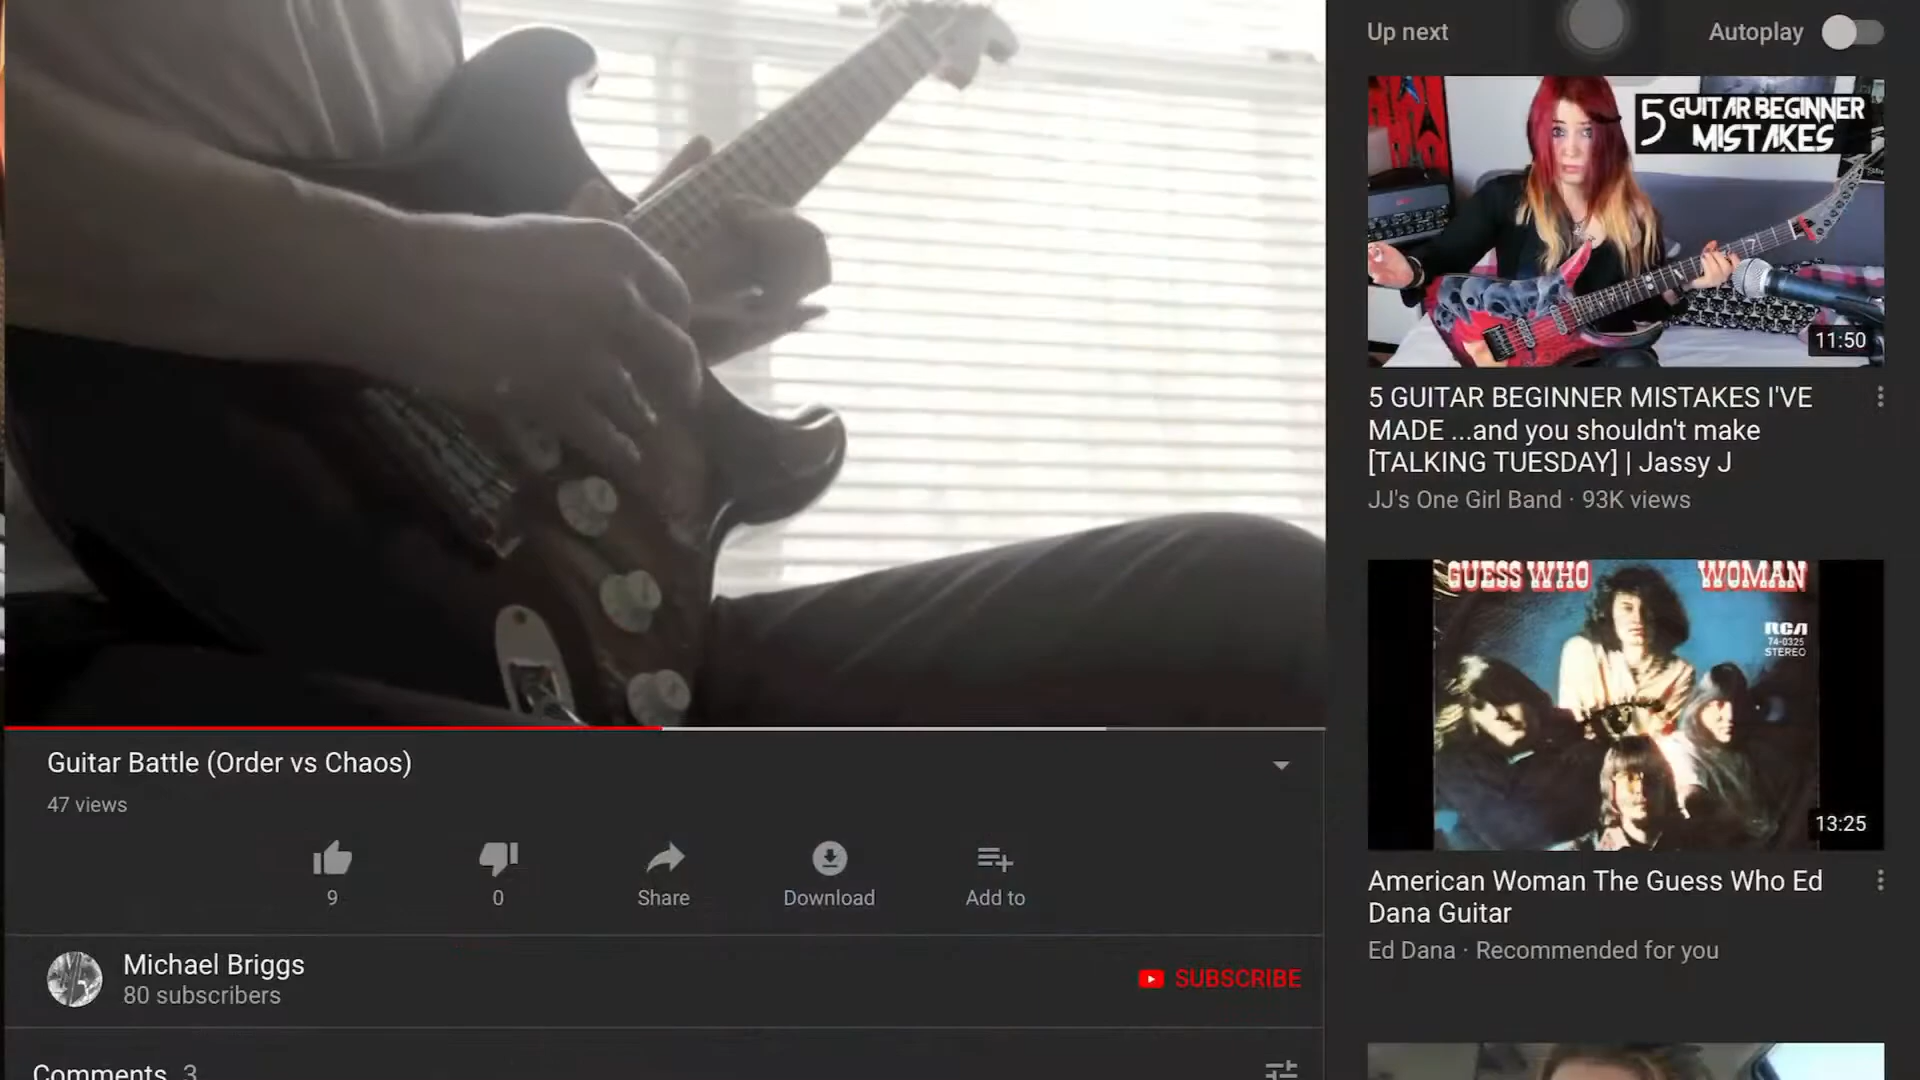 Up next
Autoplay
5 GUITAR BEGINNER
MISTAKES
11:50
5 GUITAR BEGINNER MISTAKES I'VE
MADE ...and you shouldn't make
[TALKING TUESDAY] | Jassy J
JJ's One Girl Band · 93K views
GUESS WHO
WOMAN
RCA
74-0325
STEREO
13:25
American Woman The Guess Who Ed
Dana Guitar
Ed Dana · Recommended for you
Guitar Battle (Order vs Chaos)
47 views
9
0
Share
Download
Add to
Michael Briggs
80 subscribers
SUBSCRIBE
Comments 3